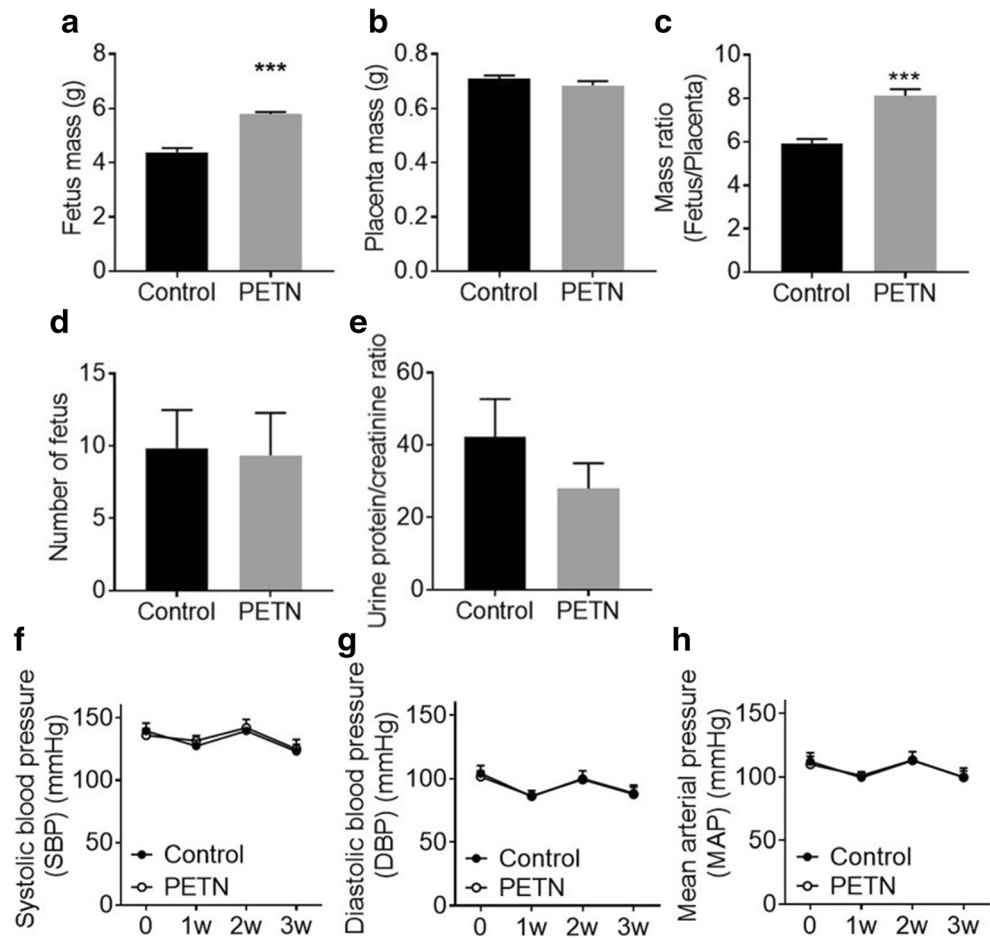 a
Fetus mass (g)
8
6
4
2
0
***
Control PETN
b
Placenta mass (g)
0.8
0.6
0.4
0.2
0.0
Control PETN
c
Mass ratio
(Fetus/Placenta)
10
8
6
4
2
0
***
Control PETN
d
Number of fetus
15
10
5
0
Control PETN
e
Urine protein/creatinine ratio
60
40
20
0
Control PETN
f
Systolic blood pressure
(SBP) (mmHg)
150
100
50
0
Control
PETN
0 1w 2w 3w
g
Diastolic blood pressure
(DBP) (mmHg)
150
100
50
0
Control
PETN
0 1w 2w 3w
h
Mean arterial pressure
(MAP) (mmHg)
150
100
50
0
Control
PETN
0 1w 2w 3w